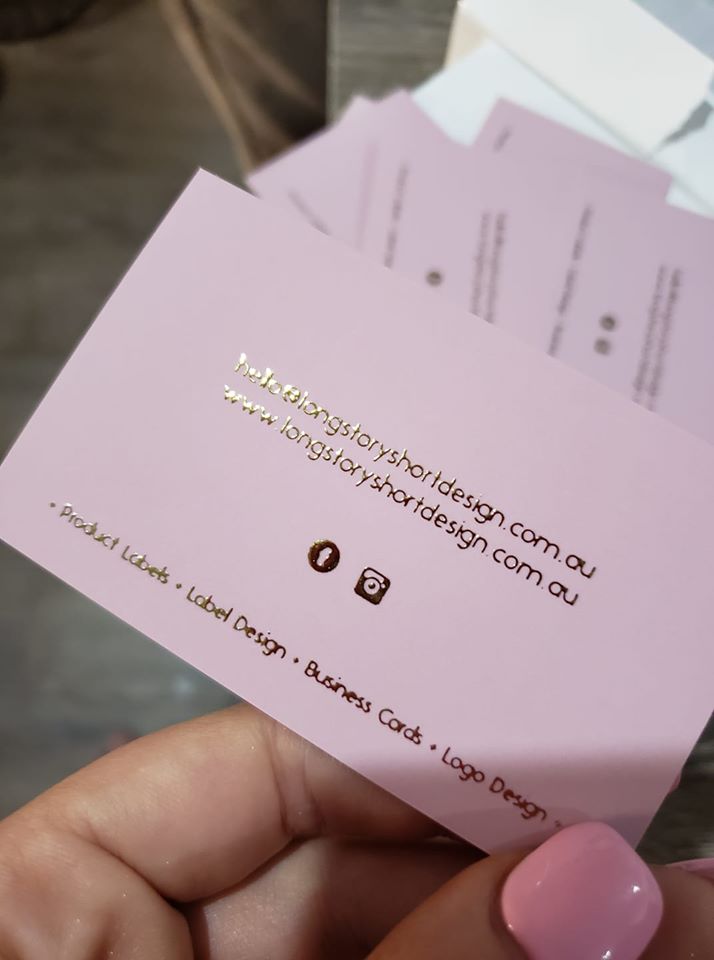 hello@longstoryshortdesign.com.au
www.longstoryshortdesign.com.au
• Product Labels • Label Design • Business Cards • Logo Design •